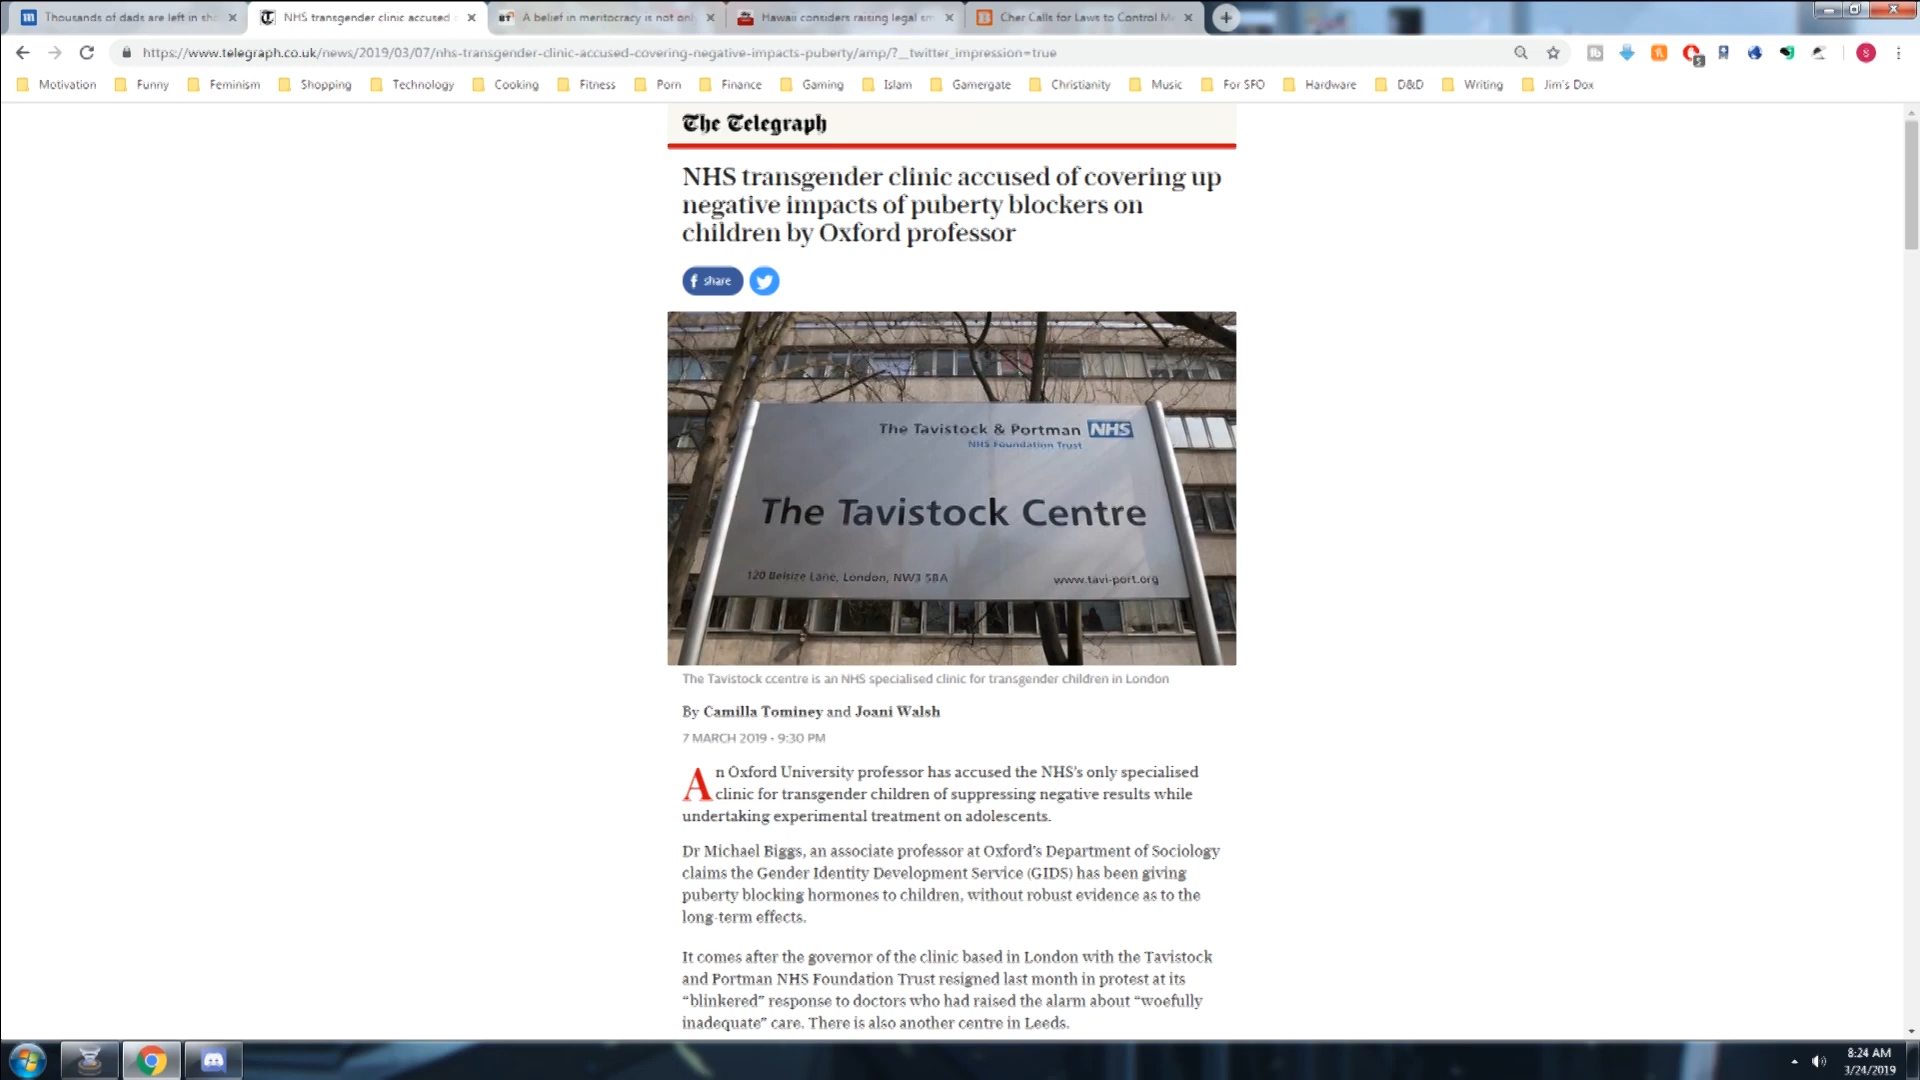 Thousands of dads are left in sh
NHS transgender clinic accused
A belief in meritocracy is not onl
Hawaii considers raising legal sm
Cher Calls for Laws to Control M
https://www.telegraph.co.uk/news/2019/03/07/nhs-transgender-clinic-accused-covering-negative-impacts-puberty/amp/?__twitter_impression=true
Motivation Funny Feminism Shopping Technology Cooking Fitness Porn Finance Gaming Islam Gamergate Christianity Music For SFO Hardware D&D Writing Jim's Dox
The Telegraph
NHS transgender clinic accused of covering up
negative impacts of puberty blockers on
children by Oxford professor
share
The Tavistock & Portman NHS
NHS Foundation Trust
The Tavistock Centre
120 Belsize Lane, London, NW3 5BA www.tavi-port.org
The Tavistock ccentre is an NHS specialised clinic for transgender children in London
By Camilla Tominey and Joani Walsh
7 MARCH 2019 • 9:30 PM
An Oxford University professor has accused the NHS's only specialised
clinic for transgender children of suppressing negative results while
undertaking experimental treatment on adolescents.
Dr Michael Biggs, an associate professor at Oxford's Department of Sociology
claims the Gender Identity Development Service (GIDS) has been giving
puberty blocking hormones to children, without robust evidence as to the
long-term effects.
It comes after the governor of the clinic based in London with the Tavistock
and Portman NHS Foundation Trust resigned last month in protest at its
“blinkered” response to doctors who had raised the alarm about “woefully
inadequate” care. There is also another centre in Leeds.
8:24 AM
3/24/2019